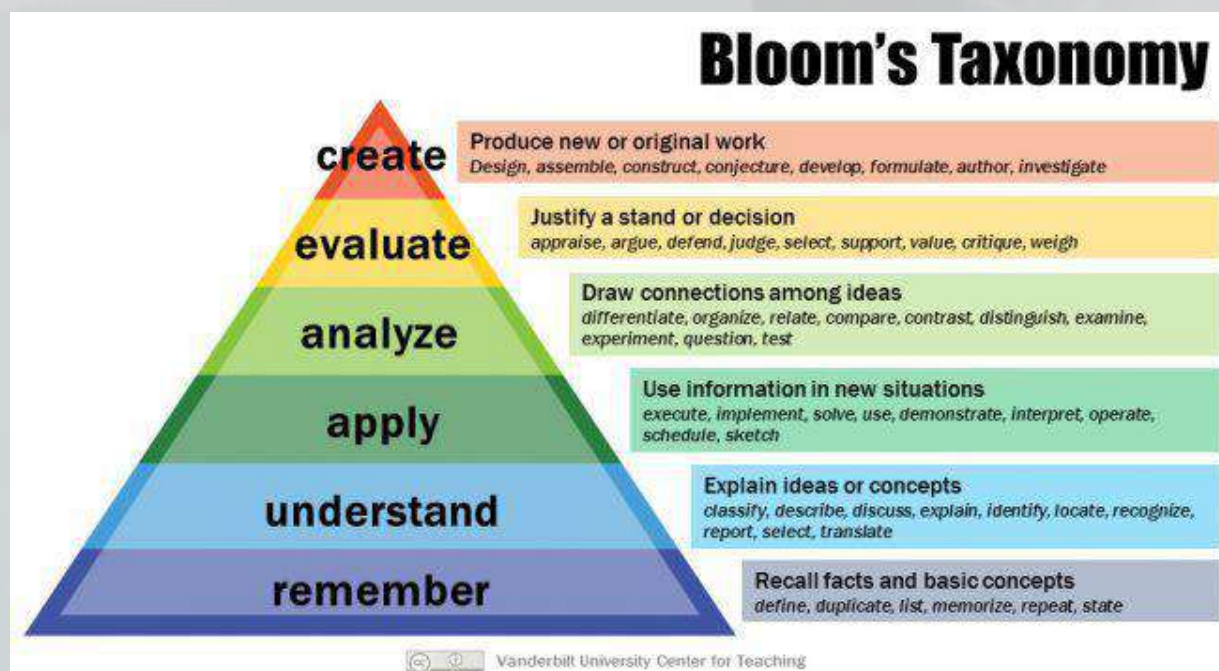 Bloom's Taxonomy
create
Produce new or original work
Design, assemble, construct, conjecture, develop, formulate, author, investigate
evaluate
Justify a stand or decision
appraise, argue, defend, judge, select, support, value, critique, weigh
analyze
Draw connections among ideas
differentiate, organize, relate, compare, contrast, distinguish, examine,
experiment, question, test
apply
Use information in new situations
execute, implement, solve, use, demonstrate, interpret, operate,
schedule, sketch
understand
Explain ideas or concepts
classify, describe, discuss, explain, identify, locate, recognize,
report, select, translate
remember
Recall facts and basic concepts
define, duplicate, list, memorize, repeat, state
cc Vanderbilt University Center for Teaching